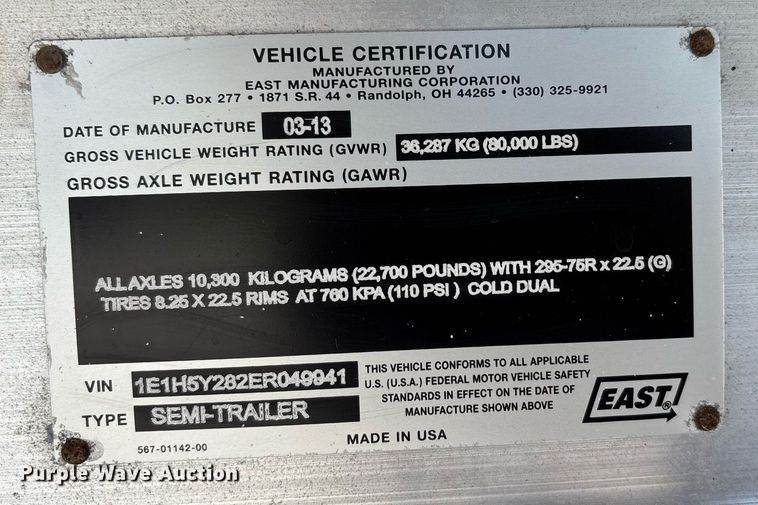 VEHICLE CERTIFICATION
MANUFACTURED BY
EAST MANUFACTURING CORPORATION
P.O. Box 277 • 1871 S.R. 44 • Randolph, OH 44265 • (330) 325-9921
DATE OF MANUFACTURE 03-13
GROSS VEHICLE WEIGHT RATING (GVWR) 36,287 KG (80,000 LBS)
GROSS AXLE WEIGHT RATING (GAWR)
ALL AXLES 10,300 KILOGRAMS (22,700 POUNDS) WITH 295-75R x 22.5 (G)
TIRES 8.25 X 22.5 RIMS AT 760 KPA (110 PSI ) COLD DUAL
VIN 1E1H5Y282ER049941
TYPE SEMI-TRAILER
THIS VEHICLE CONFORMS TO ALL APPLICABLE
U.S. (U.S.A.) FEDERAL MOTOR VEHICLE SAFETY
STANDARDS IN EFFECT ON THE DATE OF
MANUFACTURE SHOWN ABOVE
EAST®
567-01142-00
MADE IN USA
Purple Wave Auction